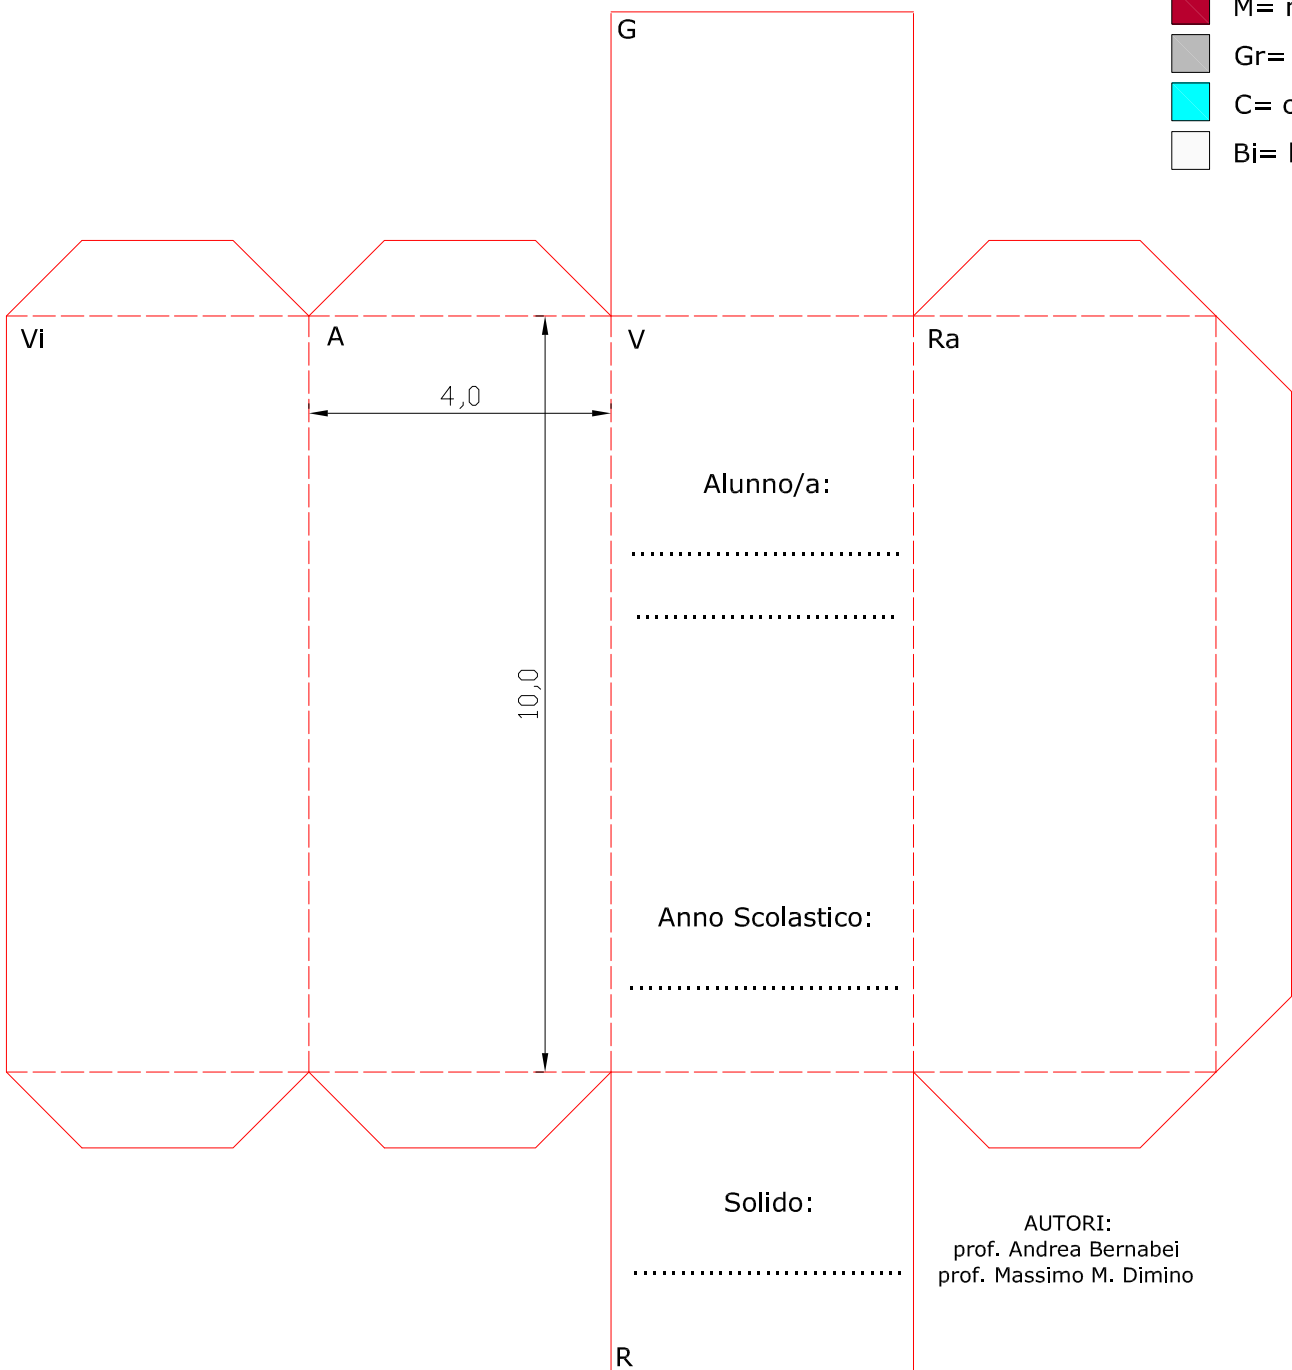 M=
G
Gr=
C=
Bi=
Vi
A
V
Ra
4,0
Alunno/a:
10,0
Anno Scolastico:
Solido:
AUTORI:
prof. Andrea Bernabei
prof. Massimo M. Dimino
R